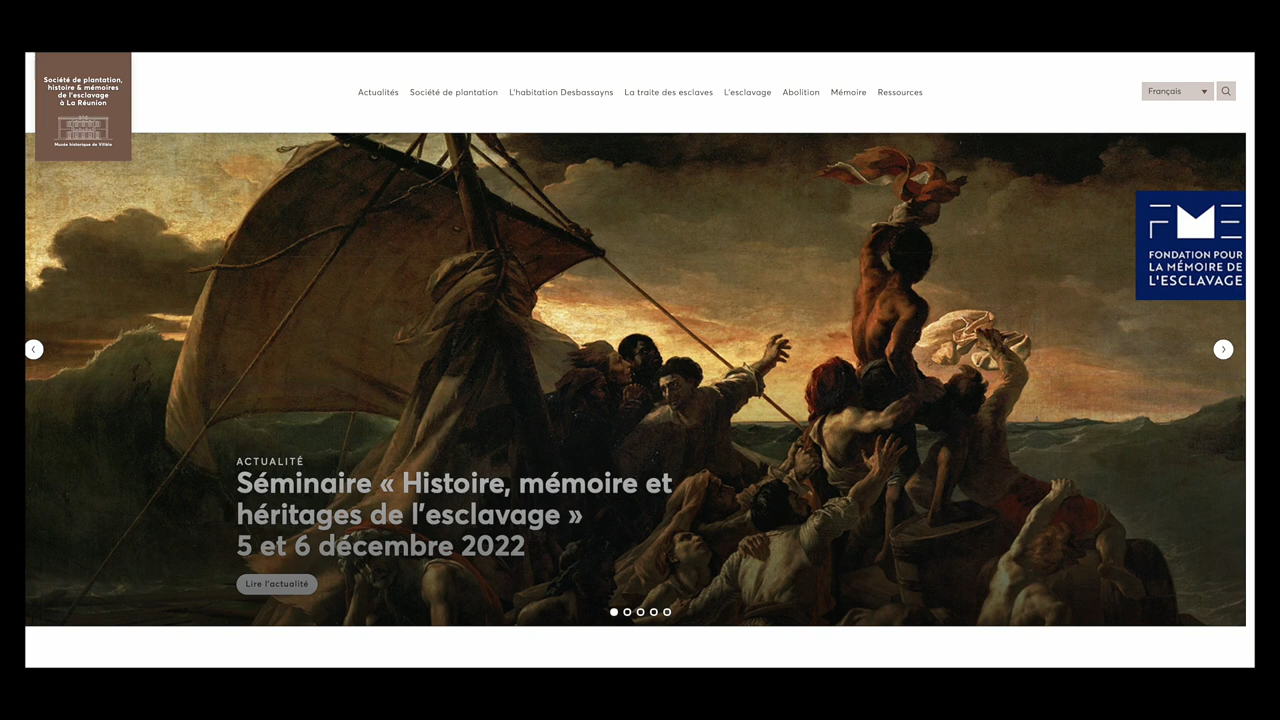 Société de plantation,
histoire & mémoires
de l'esclavage
à La Réunion
Musée historique de Villèle
Actualités Société de plantation L'habitation Desbassayns La traite des esclaves L'esclavage Abolition Mémoire Ressources
Français
FME
FONDATION POUR
LA MÉMOIRE DE
L'ESCLAVAGE
ACTUALITÉ
Séminaire « Histoire, mémoire et
héritages de l'esclavage »
5 et 6 décembre 2022
Lire l'actualité